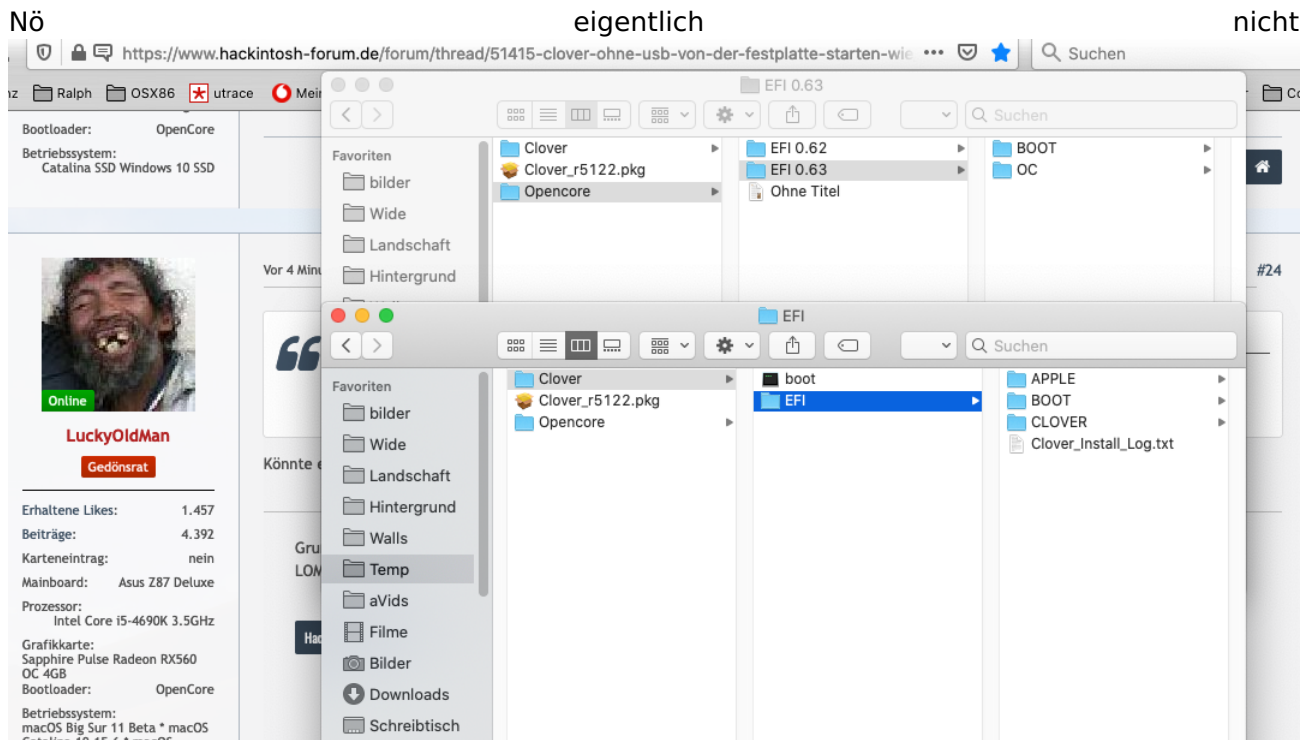 Nö eigentlich nicht
https://www.hackintosh-forum.de/forum/thread/51415-clover-ohne-usb-von-der-festplatte-starten-wie
Suchen
Ralph
OSX86
utrace
Bootloader: OpenCore
Betriebssystem:
Catalina SSD Windows 10 SSD
EFI 0.63
Suchen
Favoriten
bilder
Wide
Landschaft
Hintergrund
Clover
Clover_r5122.pkg
Opencore
EFI 0.62
EFI 0.63
Ohne Titel
BOOT
OC
Vor 4
#24
Online
LuckyOldMan
Gedönsrat
Erhaltene Likes: 1.457
Beiträge: 4.392
Karteneintrag: nein
Mainboard: Asus Z87 Deluxe
Prozessor:
Intel Core i5-4690K 3.5GHz
Grafikkarte:
Sapphire Pulse Radeon RX560
OC 4GB
Bootloader: OpenCore
Betriebssystem:
macOS Big Sur 11 Beta * macOS
Könnte
EFI
Suchen
Favoriten
bilder
Wide
Landschaft
Hintergrund
Walls
Temp
aVids
Filme
Bilder
Downloads
Schreibtisch
Clover
Clover_r5122.pkg
Opencore
boot
EFI
APPLE
BOOT
CLOVER
Clover_Install_Log.txt